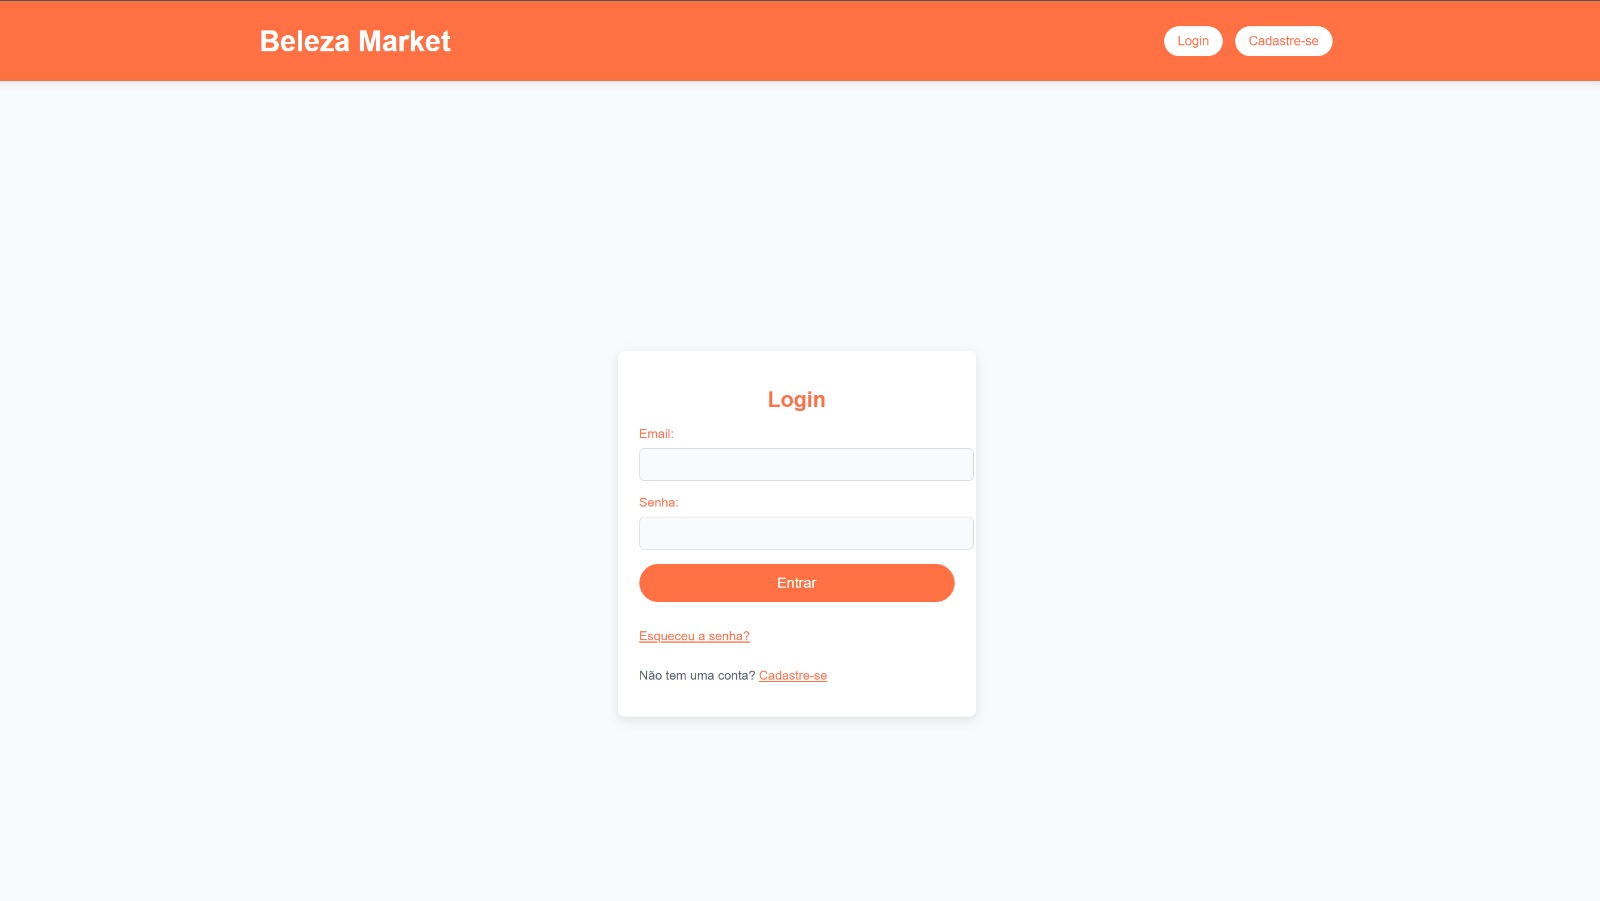 Beleza Market
Login
Cadastre-se
Login
Email:
Senha:
Entrar
Esqueceu a senha?
Não tem uma conta? Cadastre-se